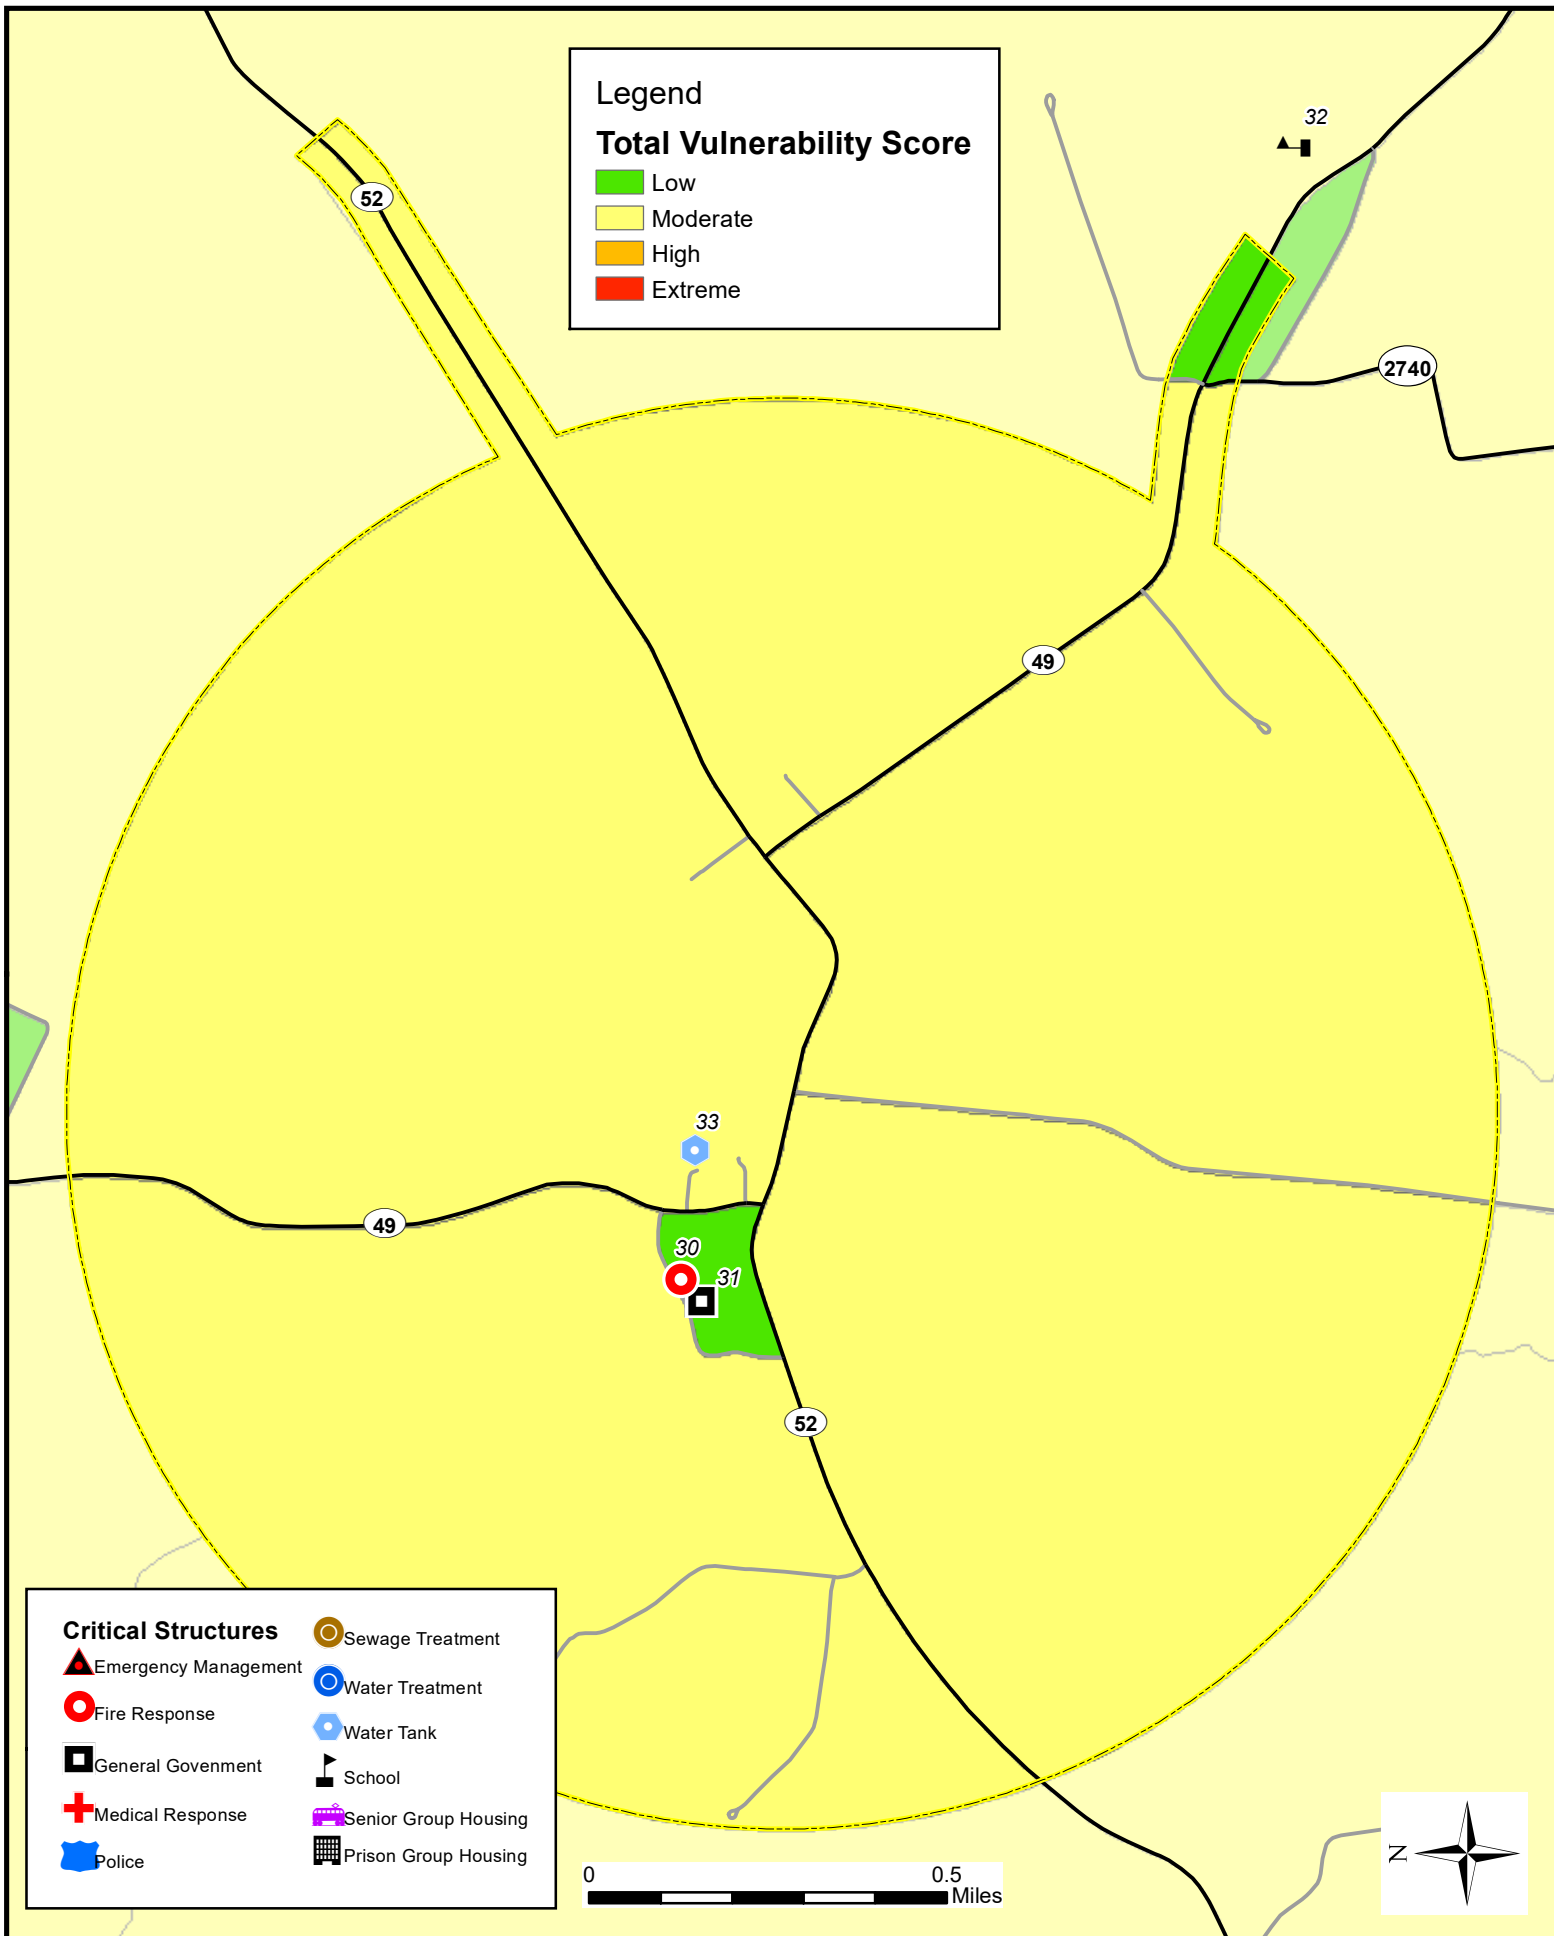 Legend
Total Vulnerability Score
Low
Moderate
High
Extreme
32
52
2740
49
33
49
30
31
52
Critical Structures
Emergency Management
Fire Response
General Govenment
Medical Response
Police
Sewage Treatment
Water Treatment
Water Tank
School
Senior Group Housing
Prison Group Housing
0 0.5
Miles
N